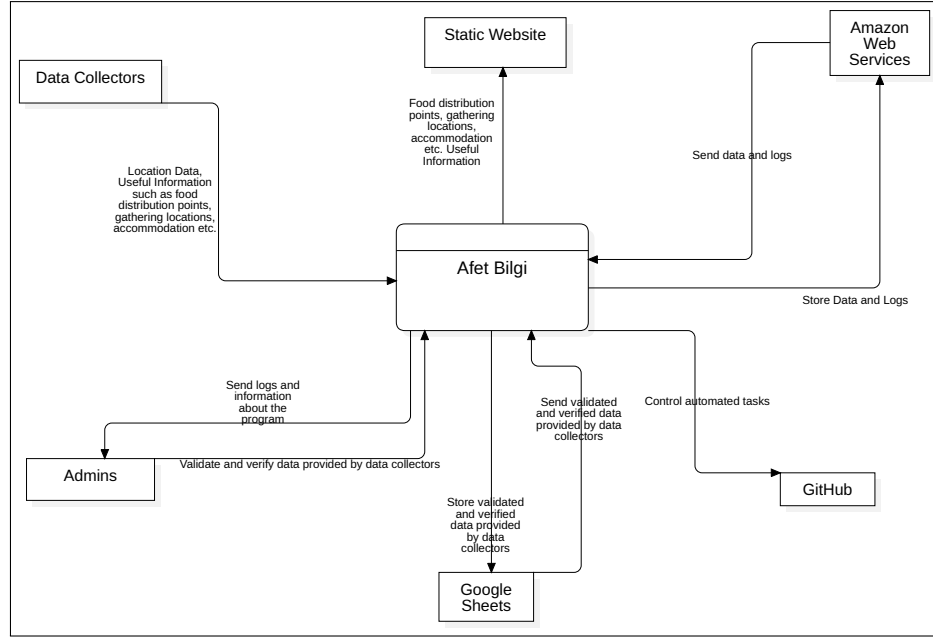 Static Website
Amazon
Web
Services
Data Collectors
Food distribution
points, gathering
locations,
accommodation
etc. Useful
Information
Send data and logs
Location Data,
Useful Information
such as food
distribution points,
gathering locations,
accommodation etc.
Afet Bilgi
Store Data and Logs
Send logs and
information
about the
program
Send validated
and verified data
provided by data
collectors
Control automated tasks
Validate and verify data provided by data collectors
Admins
GitHub
Store validated
and verified
data provided
by data
collectors
Google
Sheets